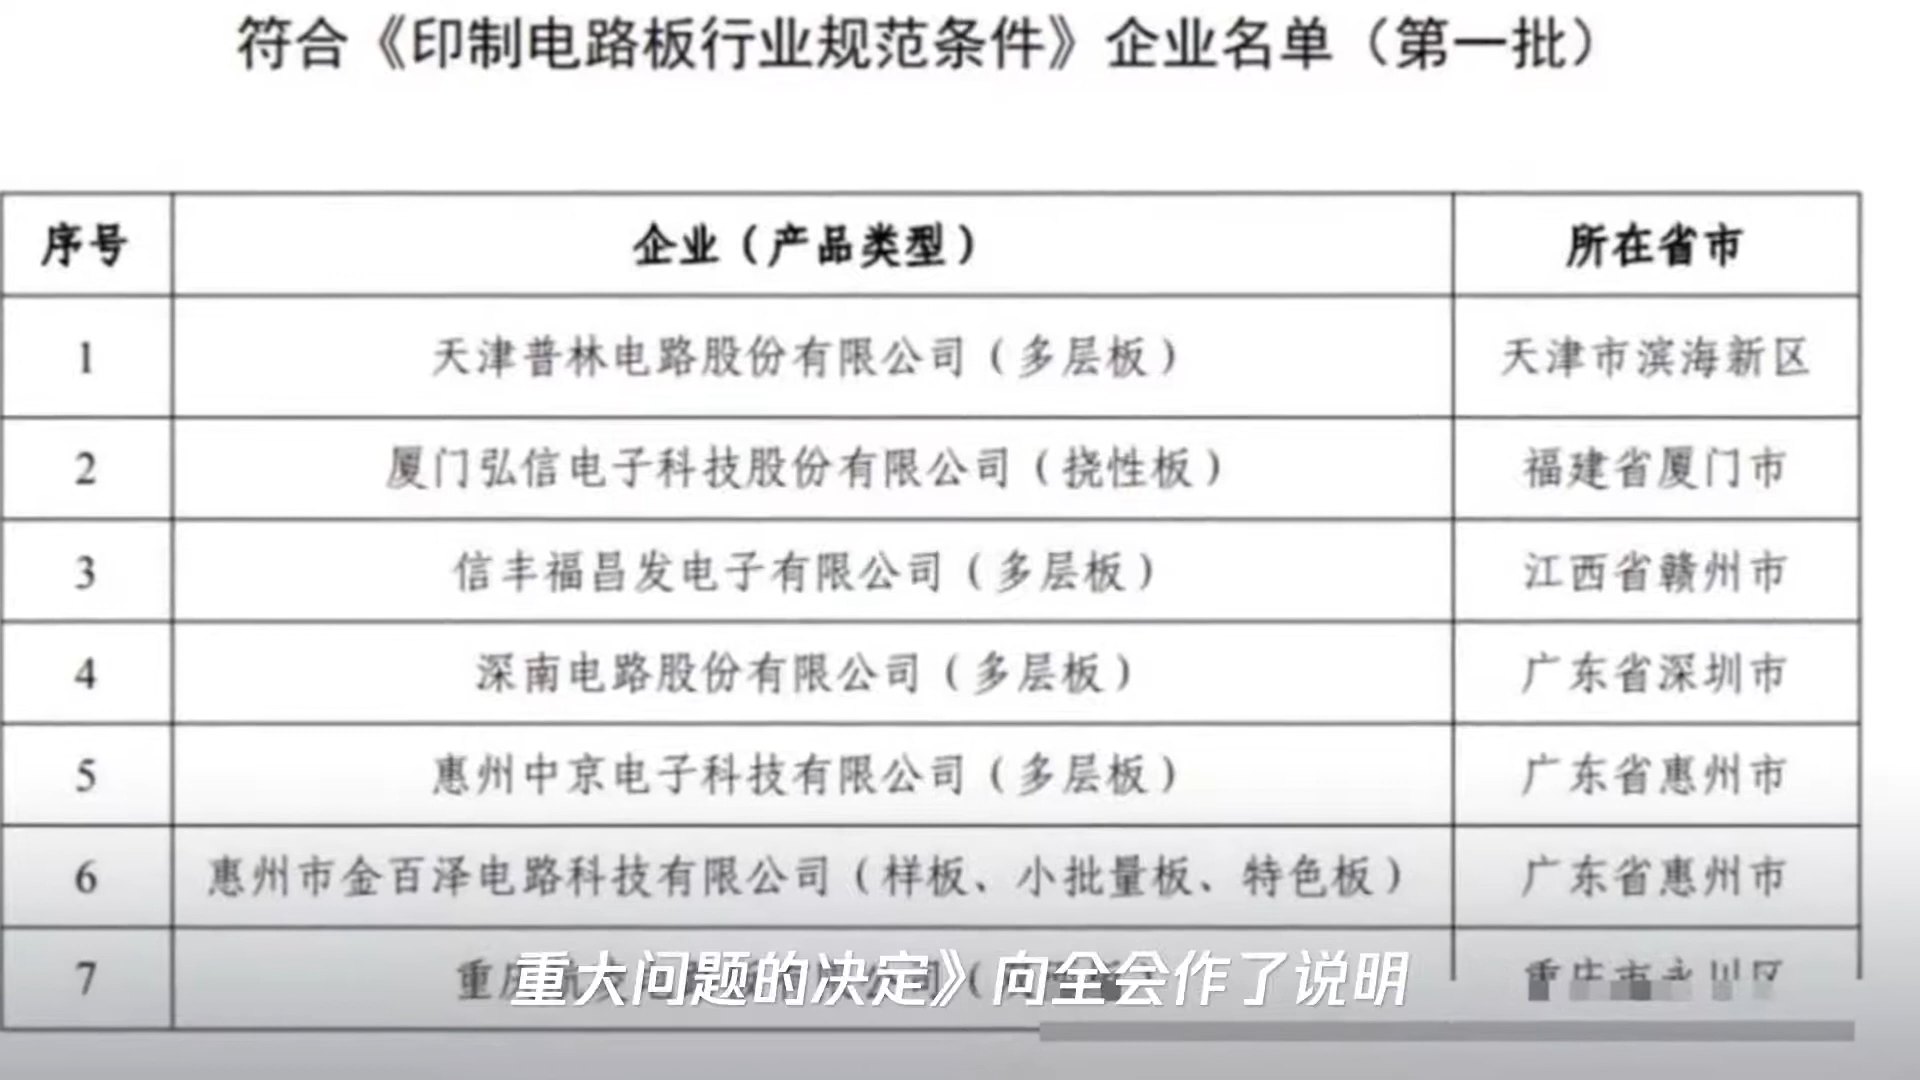 符合《印制电路板行业规范条件》企业名单（第一批）
序号 企业（产品类型） 所在省市
1 天津普林电路股份有限公司（多层板） 天津市滨海新区
2 厦门弘信电子科技股份有限公司（挠性板） 福建省厦门市
3 信丰福昌发电子有限公司（多层板） 江西省赣州市
4 深南电路股份有限公司（多层板） 广东省深圳市
5 惠州中京电子科技有限公司（多层板） 广东省惠州市
6 惠州市金百泽电路科技有限公司（样板、小批量板、特色板） 广东省惠州市
7 重庆 重庆市永川区
重大问题的决定》向全会作了说明